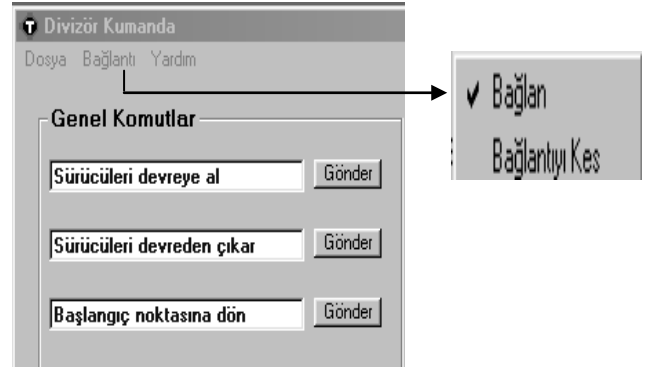 Divizör Kumanda
Dosya Bağlantı Yardım
Genel Komutlar
Sürücüleri devreye al Gönder
Sürücüleri devreden çıkar Gönder
Başlangıç noktasına dön Gönder
Bağlan
Bağlantıyı Kes